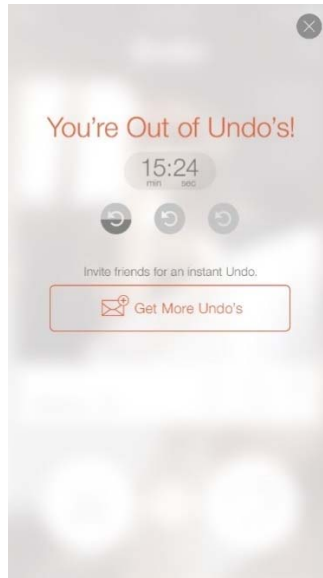 You're Out of Undo's!
15:24
min sec
Invite friends for an instant Undo.
Get More Undo's